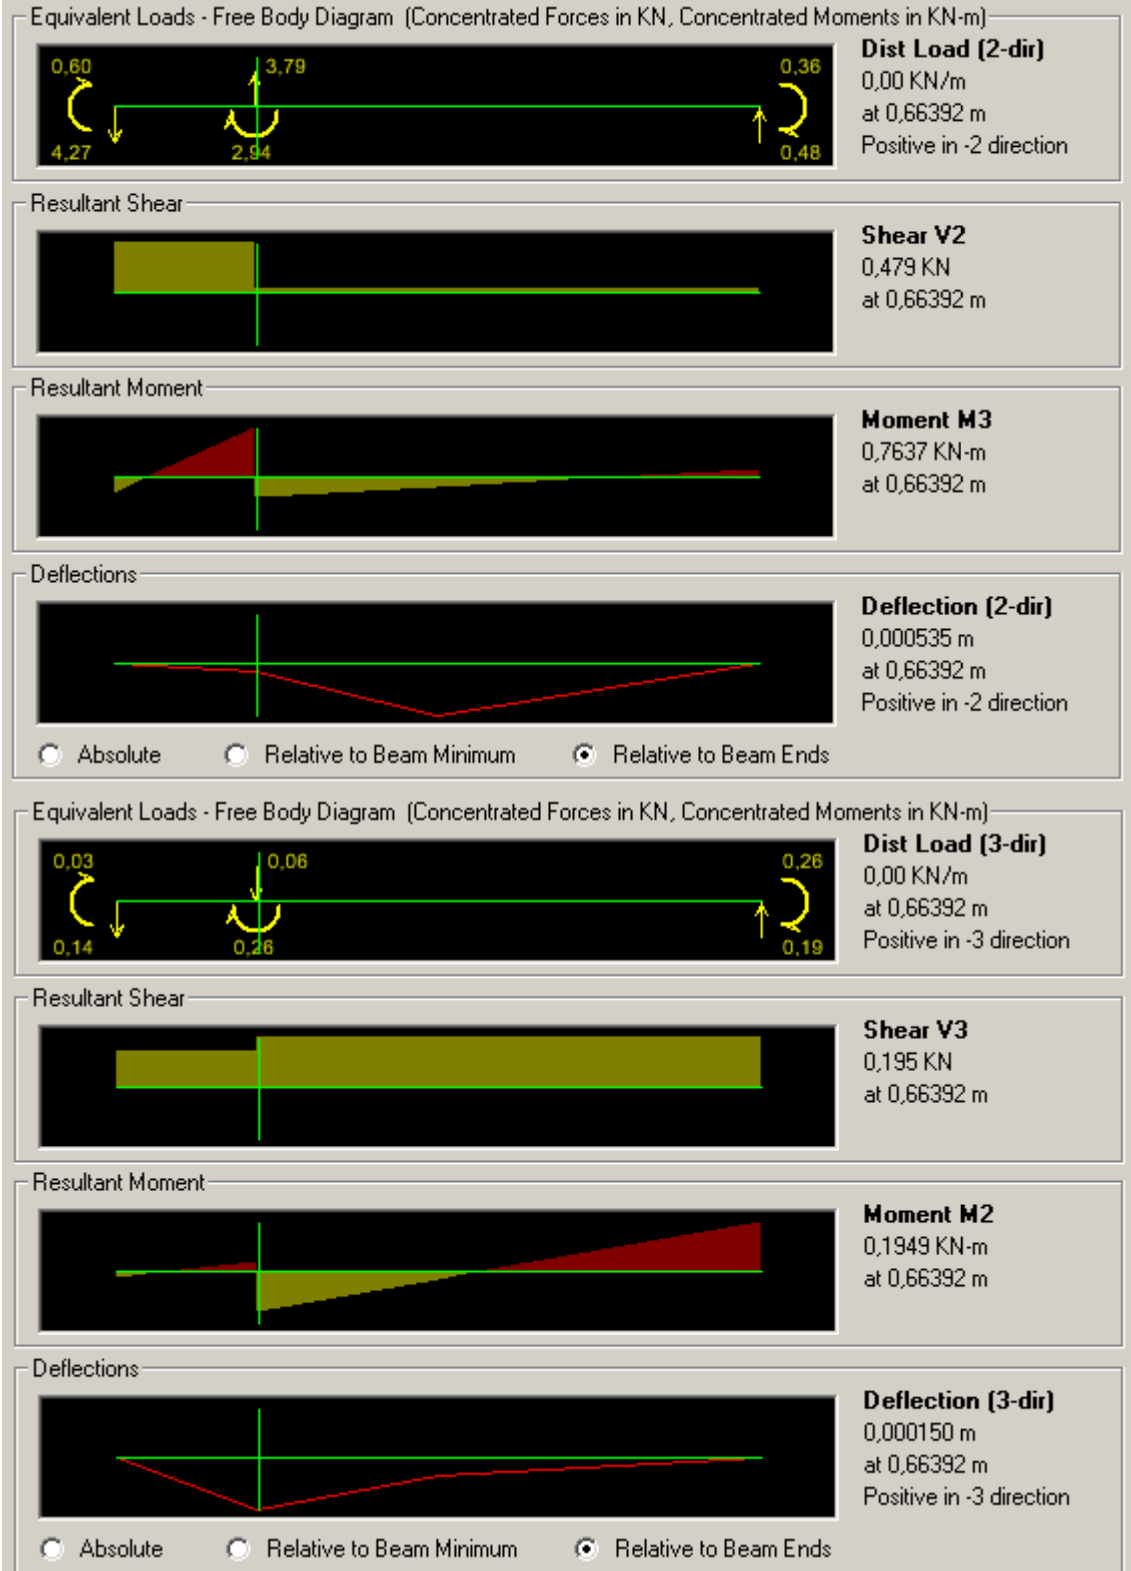 Equivalent Loads - Free Body Diagram (Concentrated Forces in KN, Concentrated Moments in KN-m)
0,60 3,79 0,36
4,27 2,94 0,48
Dist Load (2-dir)
0,00 KN/m
at 0,66392 m
Positive in -2 direction
Resultant Shear
Shear V2
0,479 KN
at 0,66392 m
Resultant Moment
Moment M3
0,7637 KN-m
at 0,66392 m
Deflections
Deflection (2-dir)
0,000535 m
at 0,66392 m
Positive in -2 direction
Absolute Relative to Beam Minimum Relative to Beam Ends
Equivalent Loads - Free Body Diagram (Concentrated Forces in KN, Concentrated Moments in KN-m)
0,03 0,06 0,26
0,14 0,26 0,19
Dist Load (3-dir)
0,00 KN/m
at 0,66392 m
Positive in -3 direction
Resultant Shear
Shear V3
0,195 KN
at 0,66392 m
Resultant Moment
Moment M2
0,1949 KN-m
at 0,66392 m
Deflections
Deflection (3-dir)
0,000150 m
at 0,66392 m
Positive in -3 direction
Absolute Relative to Beam Minimum Relative to Beam Ends